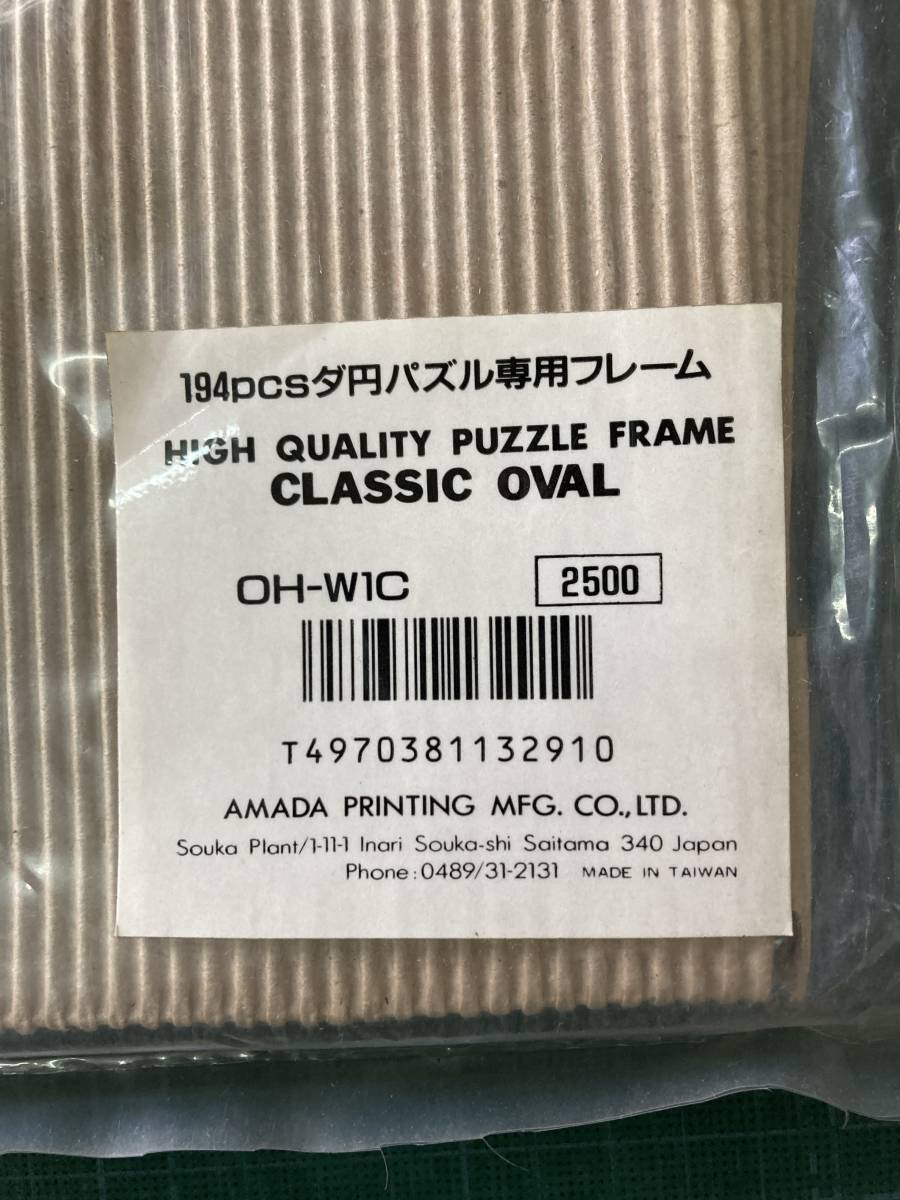 194pcsダ円パズル専用フレーム
HIGH QUALITY PUZZLE FRAME
CLASSIC OVAL
OH-W1C 2500
T4970381132910
AMADA PRINTING MFG. CO.,LTD.
Souka Plant/1-11-1 Inari Souka-shi Saitama 340 Japan
Phone:0489/31-2131 MADE IN TAIWAN